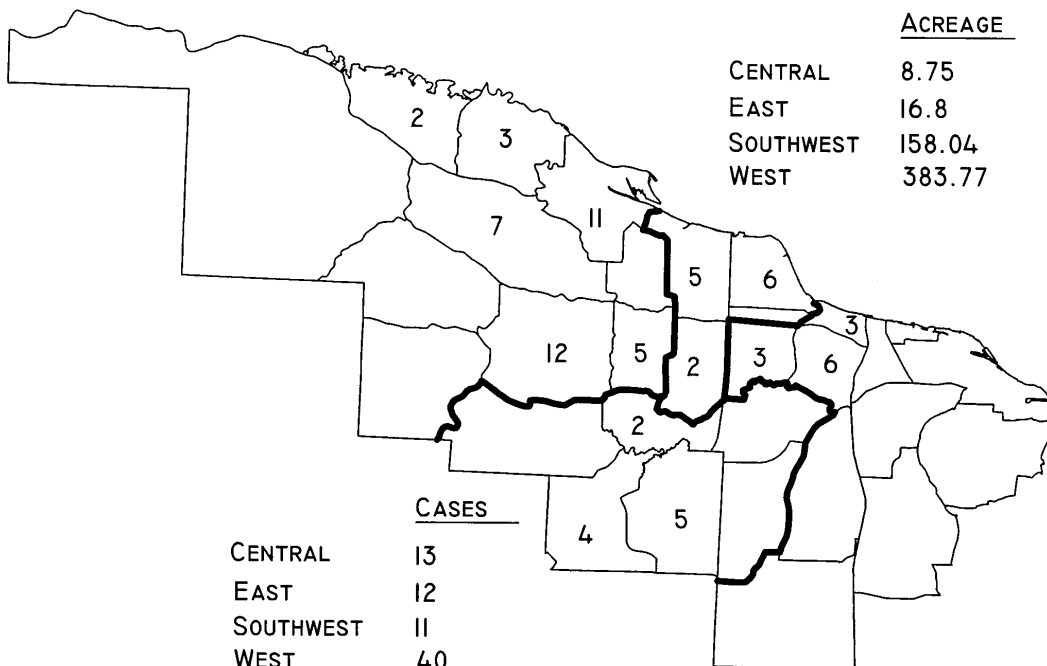 ACREAGE
CENTRAL 8.75
EAST 16.8
SOUTHWEST 158.04
WEST 383.77
2
3
11
7
5
6
3
12
5
2
3
6
2
4
5
CASES
CENTRAL 13
EAST 12
SOUTHWEST 11
WEST 40